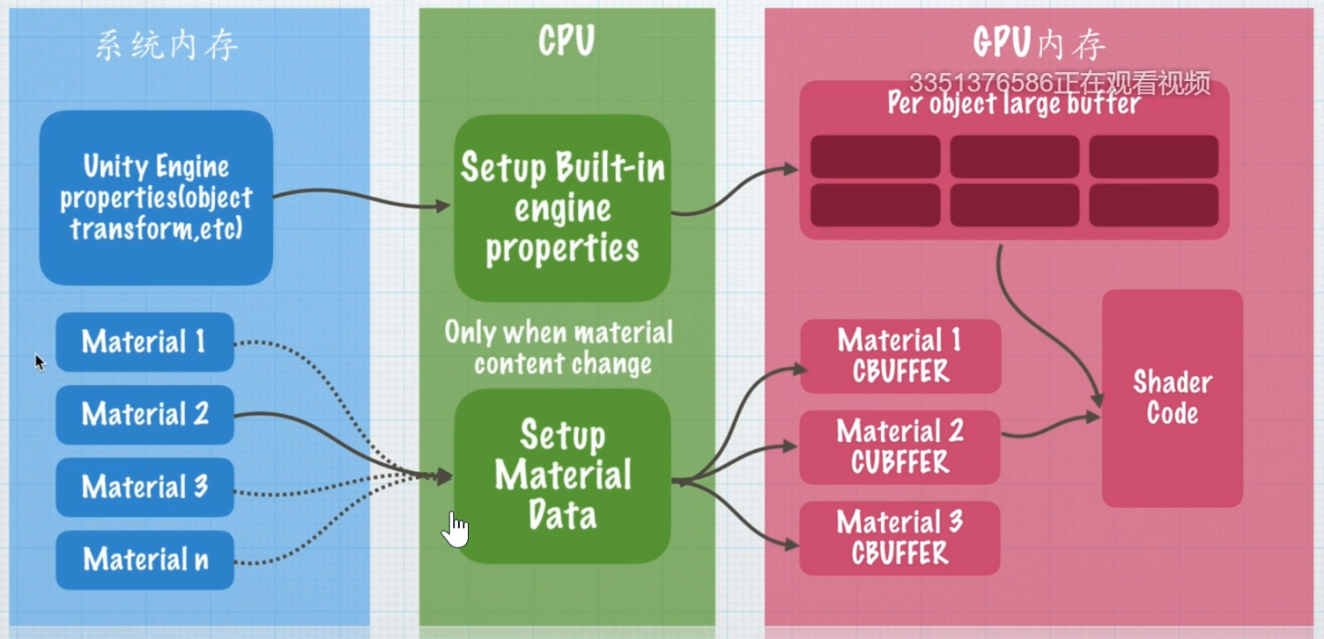 系统内存
CPU
GPU内存
3351376586正在观看视频
Per object large buffer
Unity Engine
properties(object
transform,etc)
Setup Built-in
engine
properties
Only when material
content change
Material 1
Material 2
Material 3
Material n
Setup
Material
Data
Material 1
CBUFFER
Material 2
CUBFFER
Material 3
CBUFFER
Shader
Code